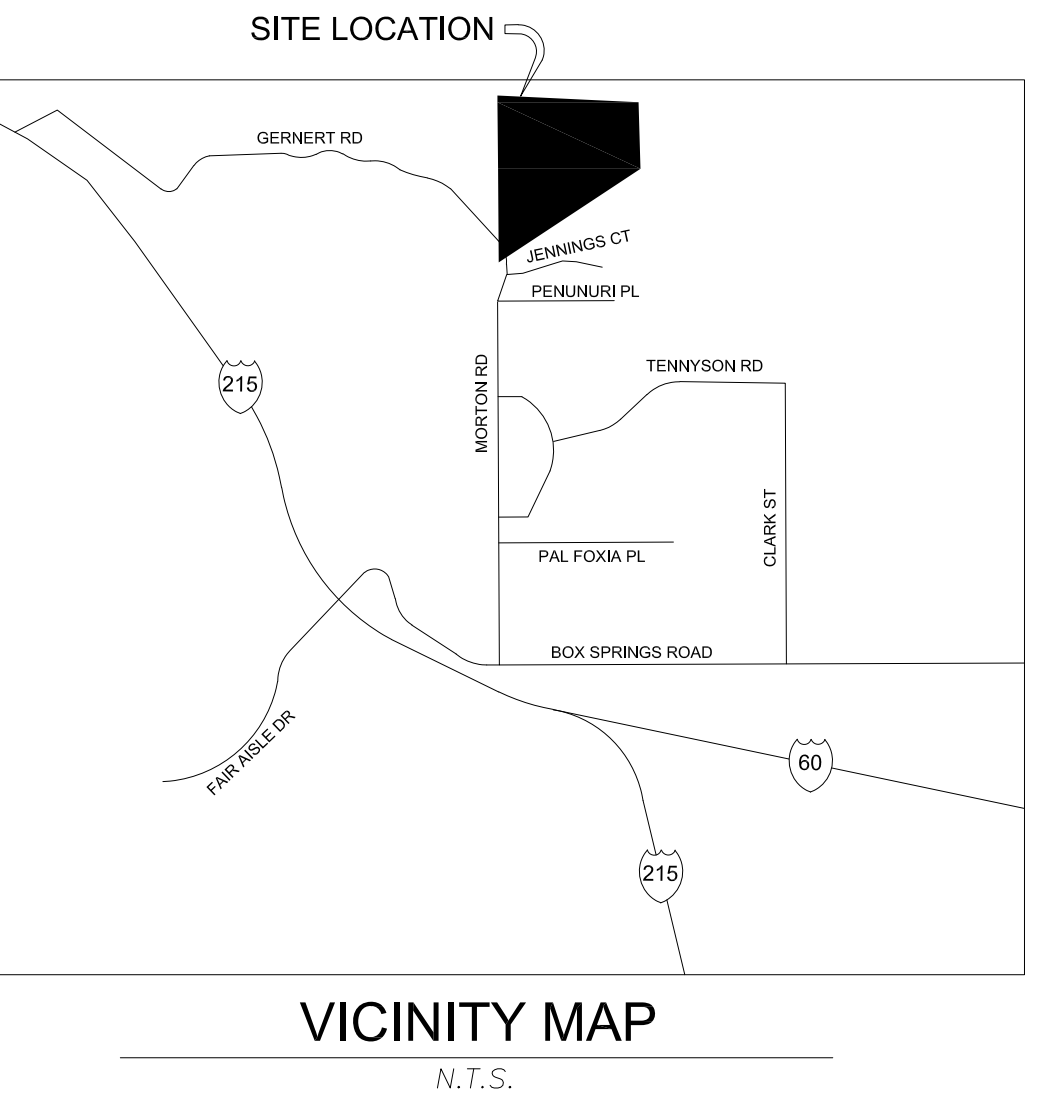 SITE LOCATION
GERNERT RD
JENNINGS CT
PENUNURI PL
MORTON RD
TENNYSON RD
215
CLARK ST
PAL FOXIA PL
BOX SPRINGS ROAD
FAIR AISLE DR
60
215
VICINITY MAP
N.T.S.